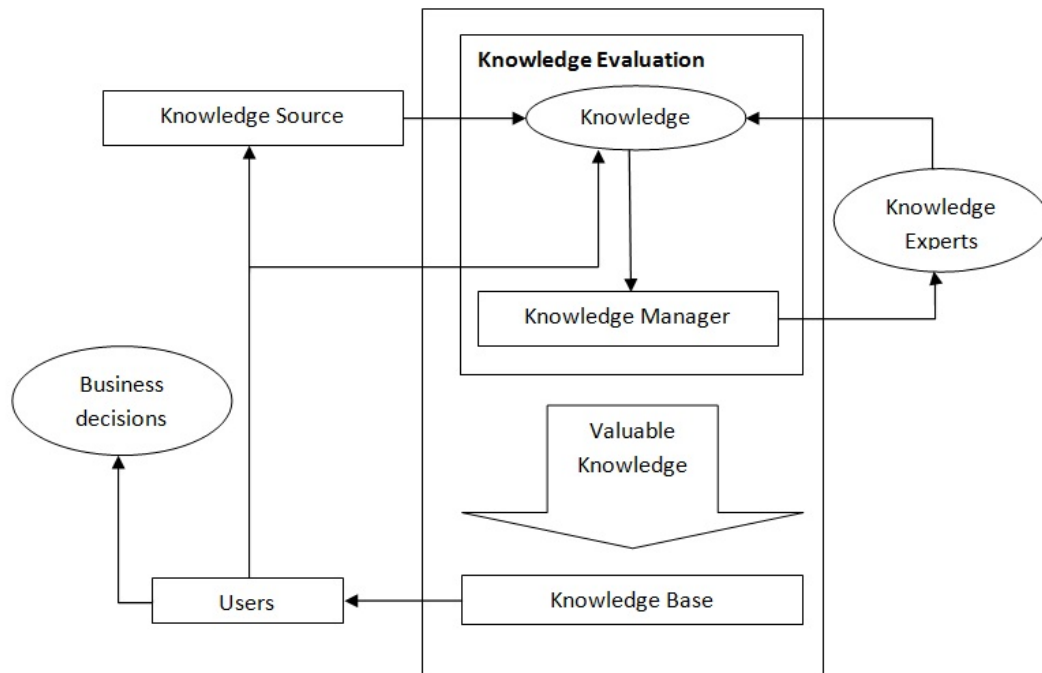 Knowledge Evaluation
Knowledge Source
Knowledge
Knowledge
Experts
Knowledge Manager
Business
decisions
Valuable
Knowledge
Users
Knowledge Base